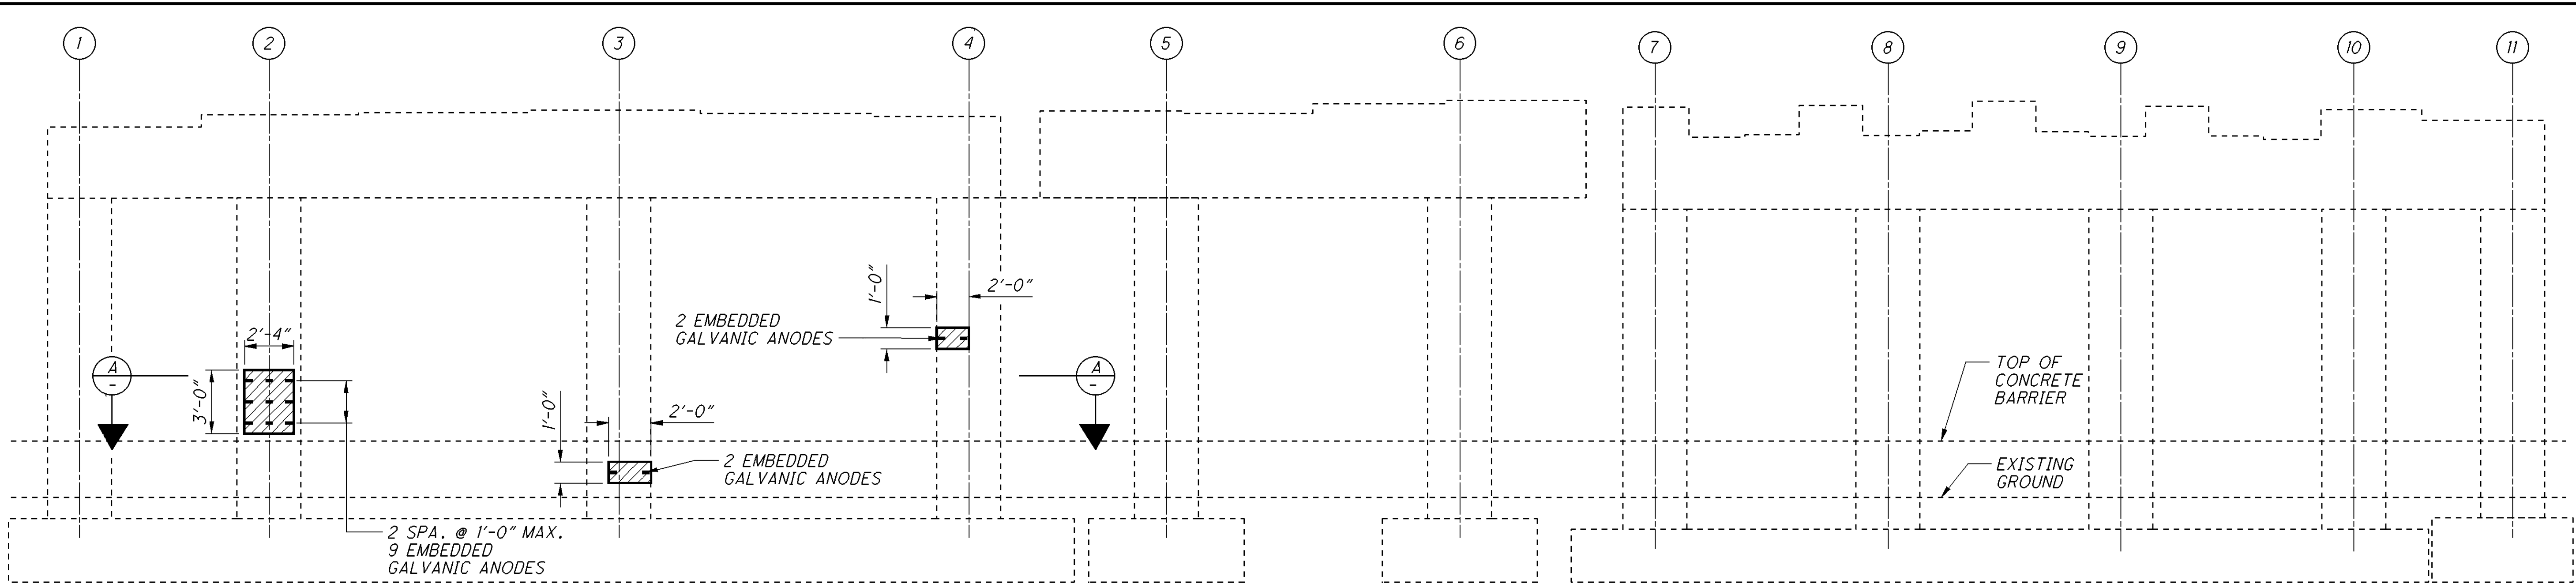 1 2 3 4 5 6 7 8 9 10 11
1'-0"
2'-0"
2 EMBEDDED
GALVANIC ANODES
2'-4"
3'-0"
A
-
A
-
TOP OF
CONCRETE
BARRIER
1'-0"
2'-0"
2 EMBEDDED
GALVANIC ANODES
EXISTING
GROUND
2 SPA. @ 1'-0" MAX.
9 EMBEDDED
GALVANIC ANODES